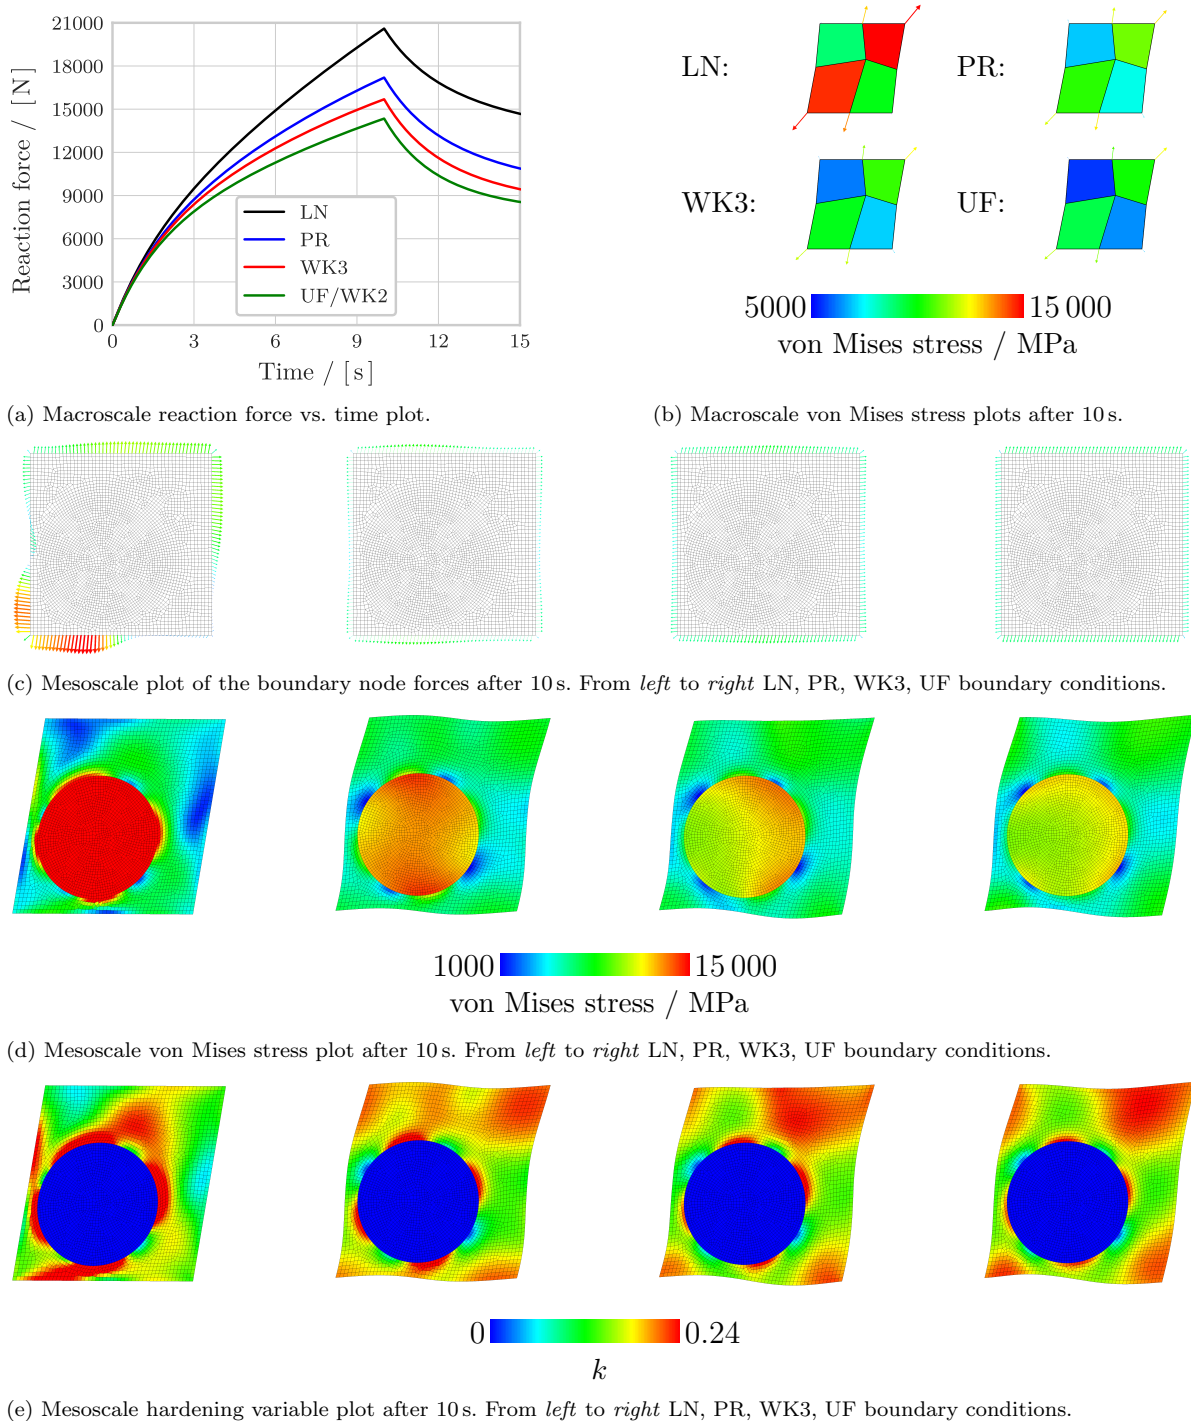 21000
18000
15000
12000
9000
6000
3000
0
Reaction force / [N]
LN
PR
WK3
UF/WK2
0 3 6 9 12 15
Time / [s]
LN: PR:
WK3: UF:
5000 15 000
von Mises stress / MPa
(a) Macroscale reaction force vs. time plot.
(b) Macroscale von Mises stress plots after 10 s.
(c) Mesoscale plot of the boundary node forces after 10 s. From left to right LN, PR, WK3, UF boundary conditions.
1000 15 000
von Mises stress / MPa
(d) Mesoscale von Mises stress plot after 10 s. From left to right LN, PR, WK3, UF boundary conditions.
0 0.24
k
(e) Mesoscale hardening variable plot after 10 s. From left to right LN, PR, WK3, UF boundary conditions.